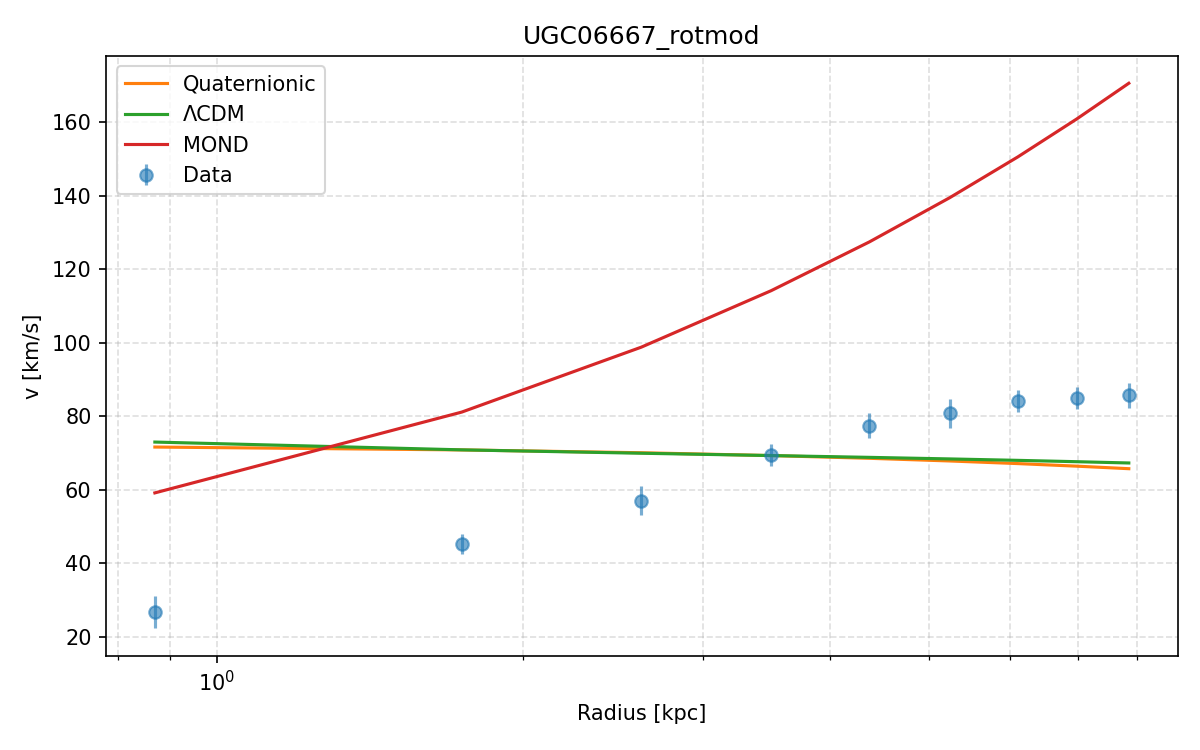 UGC06667_rotmod
Quaternionic
ΛCDM
MOND
Data
160
140
120
100
80
60
40
20
v [km/s]
10⁰
Radius [kpc]